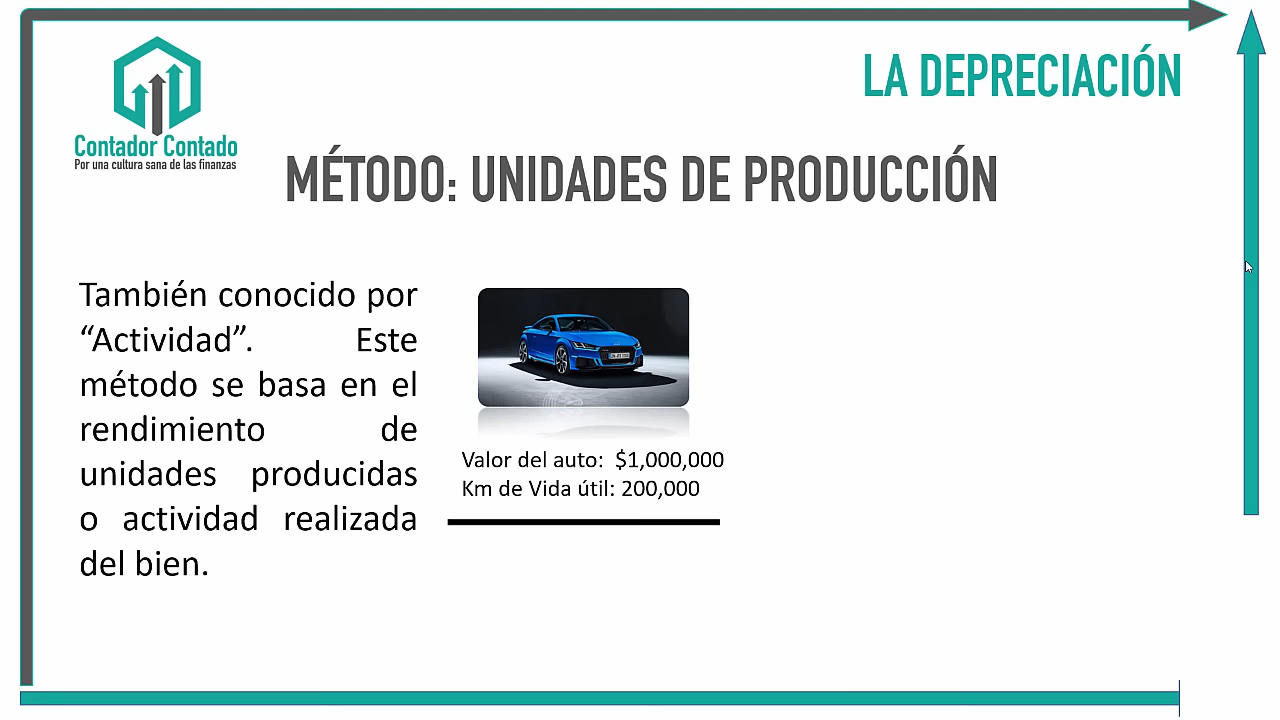 LA DEPRECIACIÓN
Contador Contado
Por una cultura sana de las finanzas
MÉTODO: UNIDADES DE PRODUCCIÓN
También conocido por
“Actividad”. Este
método se basa en el
rendimiento de
unidades producidas
o actividad realizada
del bien.
Valor del auto: $1,000,000
Km de Vida útil: 200,000